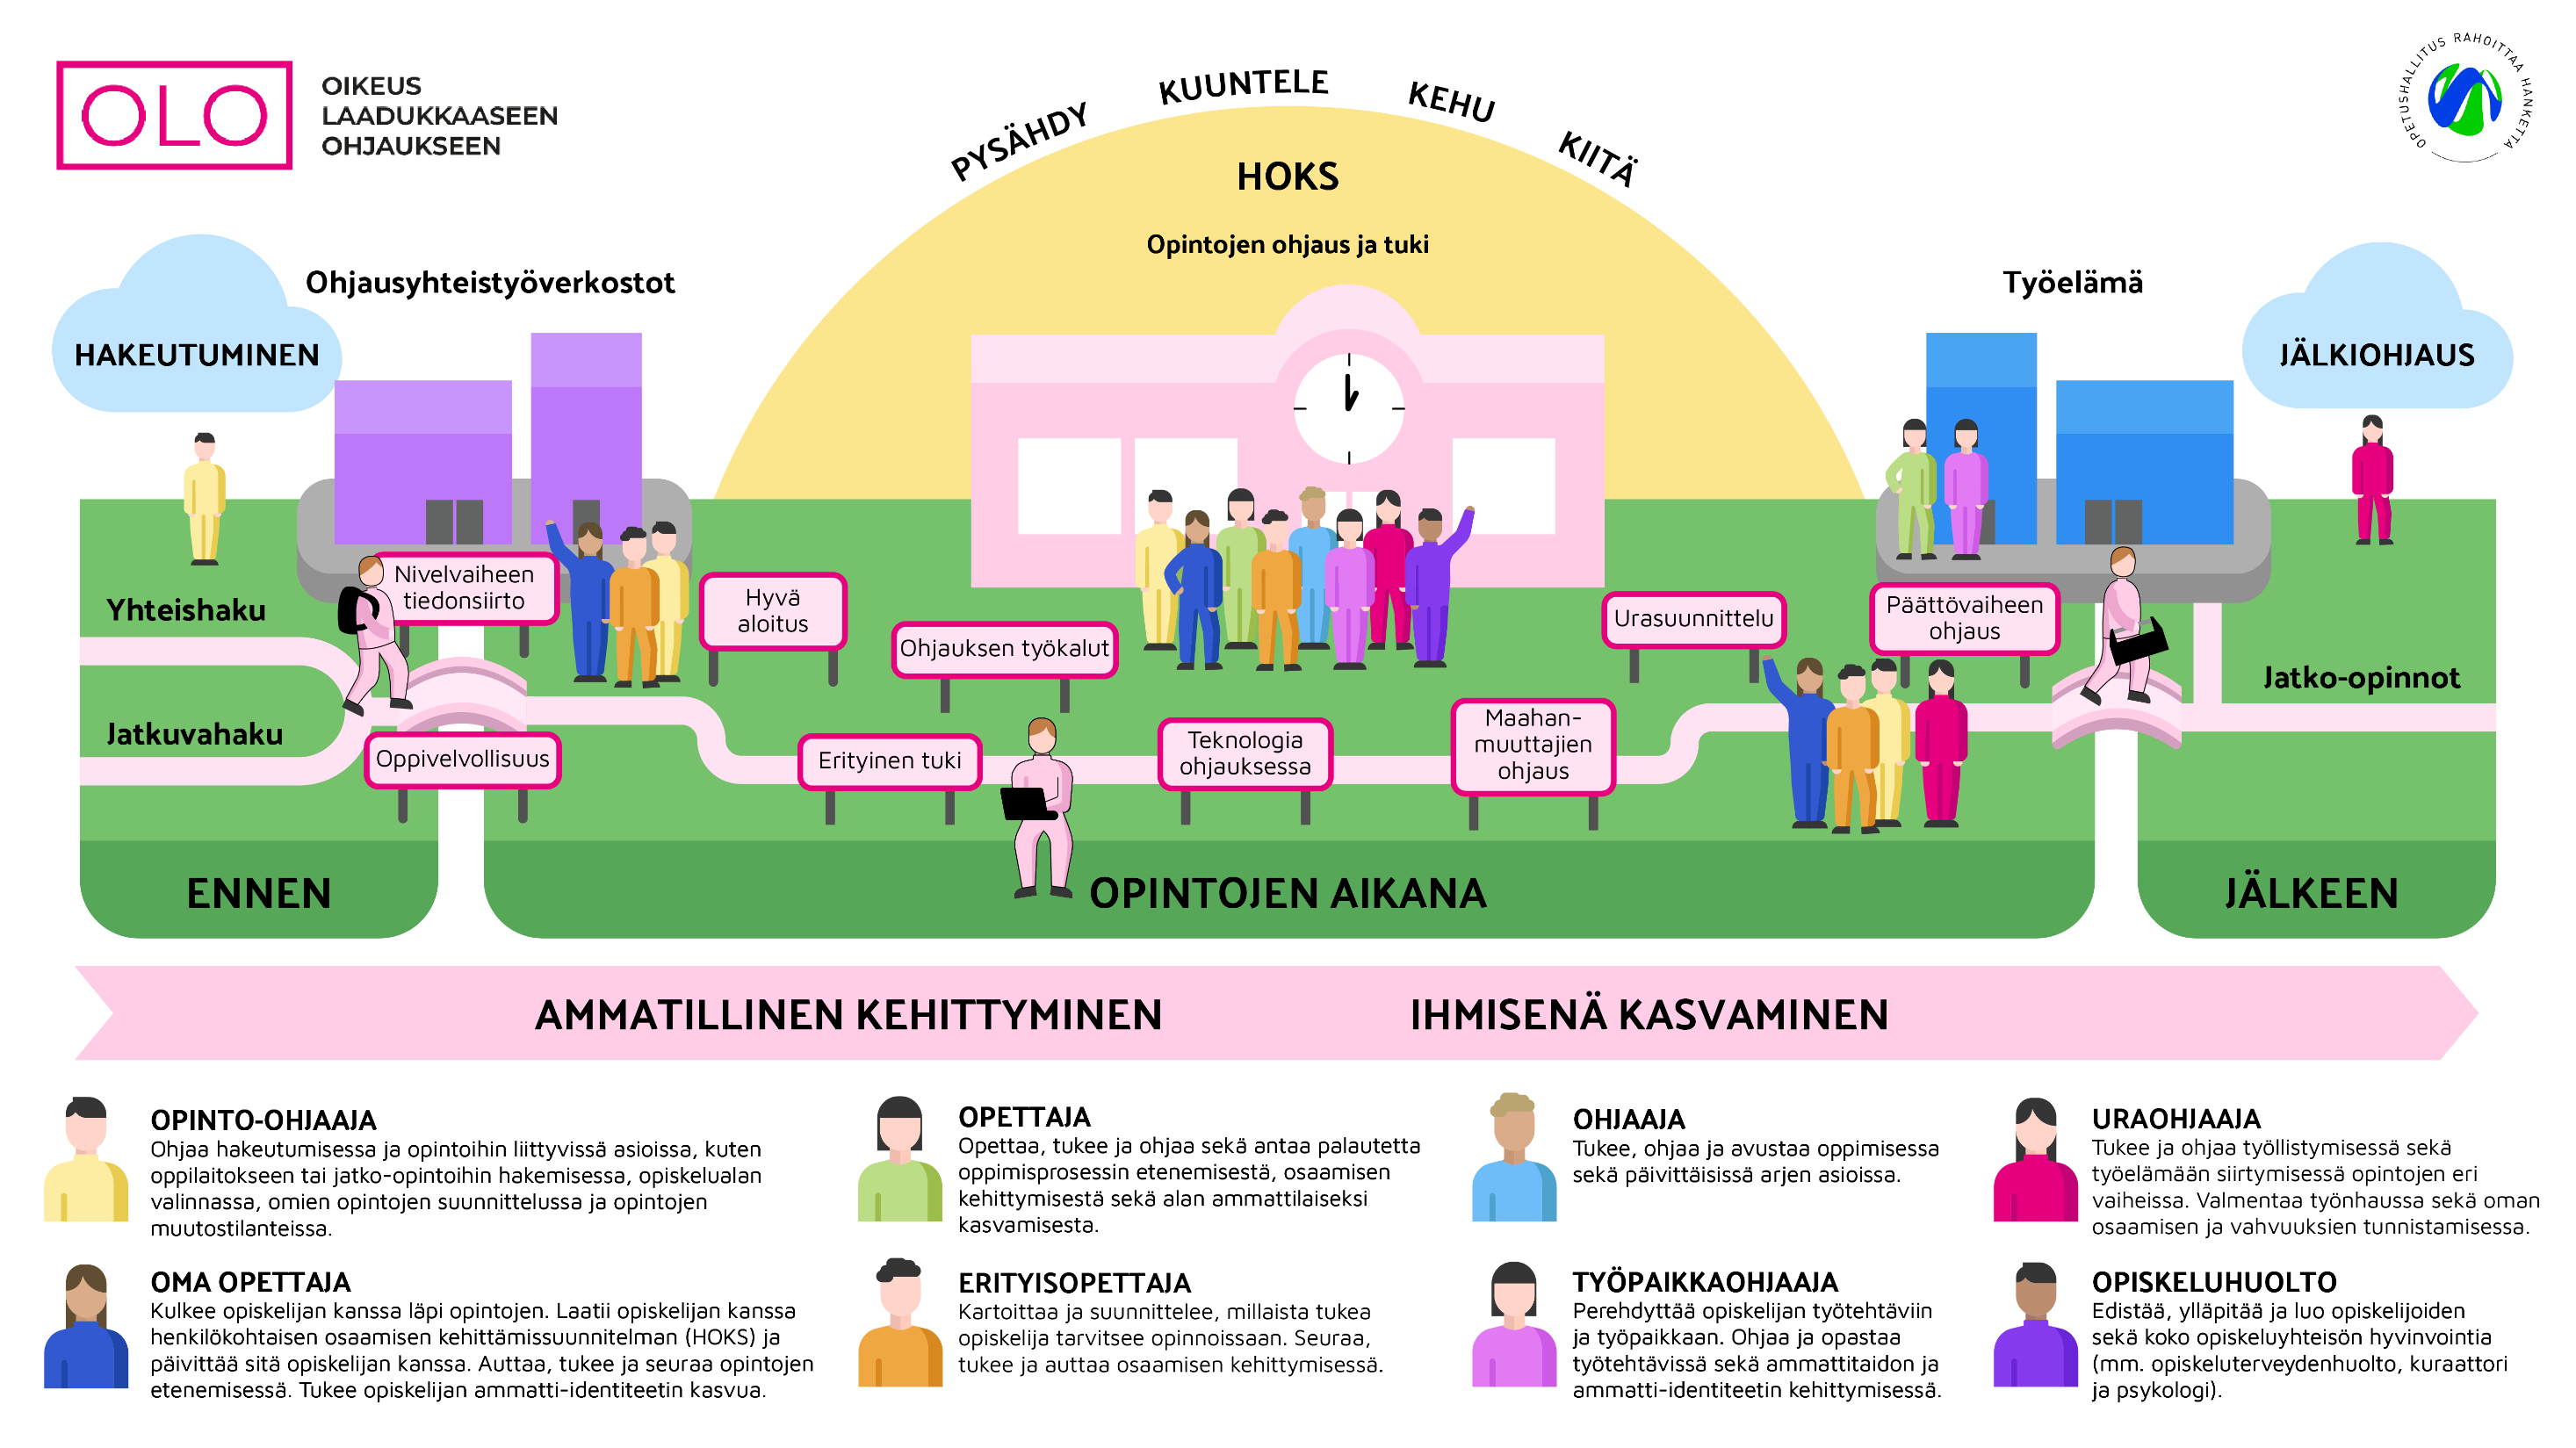 OLO
OIKEUS
LAADUKKAASEEN
OHJAUKSEEN
PYSÄHDY KUUNTELE KEHU KIITÄ
OPETUSHALLITUS RAHOITTAA HANKETTA
HOKS
Opintojen ohjaus ja tuki
HAKEUTUMINEN
Ohjausyhteistyöverkostot
Työelämä
JÄLKIOHJAUS
Yhteishaku
Jatkuvahaku
Nivelvaiheen
tiedonsiirto
Oppivelvollisuus
Hyvä
aloitus
Ohjauksen työkalut
Erityinen tuki
Teknologia
ohjauksessa
Maahan-
muuttajien
ohjaus
Urasuunnittelu
Päättövaiheen
ohjaus
Jatko-opinnot
ENNEN
OPINTOJEN AIKANA
JÄLKEEN
AMMATILLINEN KEHITTYMINEN
IHMISENÄ KASVAMINEN
OPINTO-OHJAAJA
Ohjaa hakeutumisessa ja opintoihin liittyvissä asioissa, kuten
oppilaitokseen tai jatko-opintoihin hakemisessa, opiskelualan
valinnassa, omien opintojen suunnittelussa ja opintojen
muutostilanteissa.
OPETTAJA
Opettaa, tukee ja ohjaa sekä antaa palautetta
oppimisprosessin etenemisestä, osaamisen
kehittymisestä sekä alan ammattilaiseksi
kasvamisesta.
OHJAAJA
Tukee, ohjaa ja avustaa oppimisessa
sekä päivittäisissä arjen asioissa.
URAOHJAAJA
Tukee ja ohjaa työllistymisessä sekä
työelämään siirtymisessä opintojen eri
vaiheissa. Valmentaa työnhaussa sekä oman
osaamisen ja vahvuuksien tunnistamisessa.
OMA OPETTAJA
Kulkee opiskelijan kanssa läpi opintojen. Laatii opiskelijan kanssa
henkilökohtaisen osaamisen kehittämissuunnitelman (HOKS) ja
päivittää sitä opiskelijan kanssa. Auttaa, tukee ja seuraa opintojen
etenemisessä. Tukee opiskelijan ammatti-identiteetin kasvua.
ERITYISOPETTAJA
Kartoittaa ja suunnittelee, millaista tukea
opiskelija tarvitsee opinnoissaan. Seuraa,
tukee ja auttaa osaamisen kehittymisessä.
TYÖPAIKKAOHJAAJA
Perehdyttää opiskelijan työtehtäviin
ja työpaikkaan. Ohjaa ja opastaa
työtehtävissä sekä ammattitaidon ja
ammatti-identiteetin kehittymisessä.
OPISKELUHUOLTO
Edistää, ylläpitää ja luo opiskelijoiden
sekä koko opiskeluyhteisön hyvinvointia
(mm. opiskeluterveydenhuolto, kuraattori
ja psykologi).